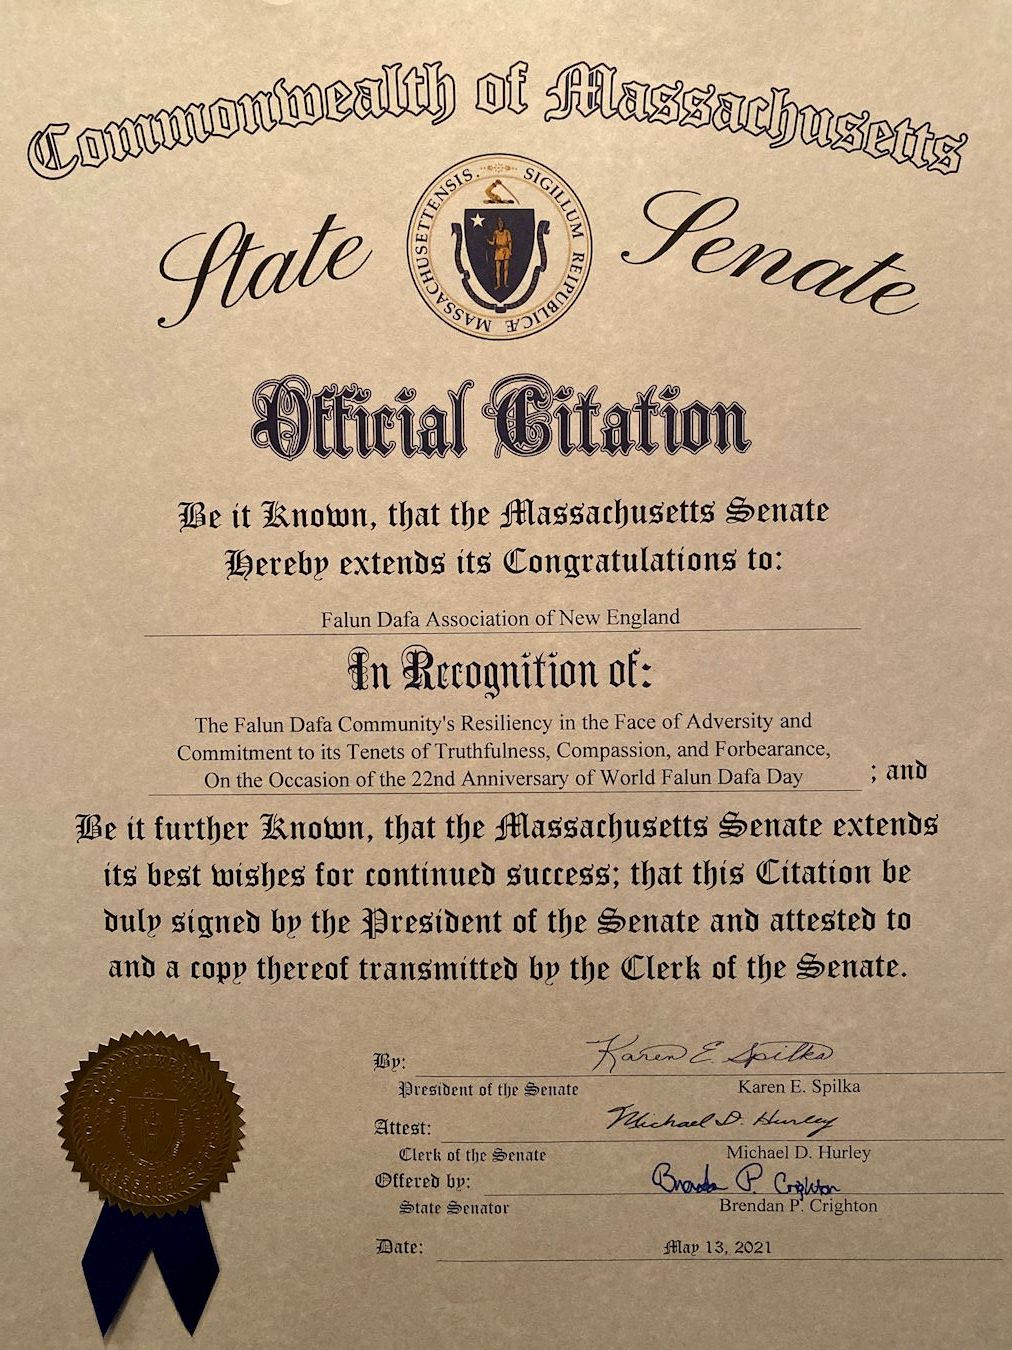 Commonwealth of Massachusetts
State Senate
SIGILLUM REIPUBLICÆ MASSACHUSETTENSIS.
Official Citation
Be it Known, that the Massachusetts Senate
Hereby extends its Congratulations to:
Falun Dafa Association of New England
In Recognition of:
The Falun Dafa Community's Resiliency in the Face of Adversity and
Commitment to its Tenets of Truthfulness, Compassion, and Forbearance,
On the Occasion of the 22nd Anniversary of World Falun Dafa Day ; and
Be it further Known, that the Massachusetts Senate extends
its best wishes for continued success; that this Citation be
duly signed by the President of the Senate and attested to
and a copy thereof transmitted by the Clerk of the Senate.
By: Karen E. Spilka
President of the Senate Karen E. Spilka
Attest: Michael D. Hurley
Clerk of the Senate Michael D. Hurley
Offered by: Brendan P. Crighton
State Senator Brendan P. Crighton
Date: May 13, 2021